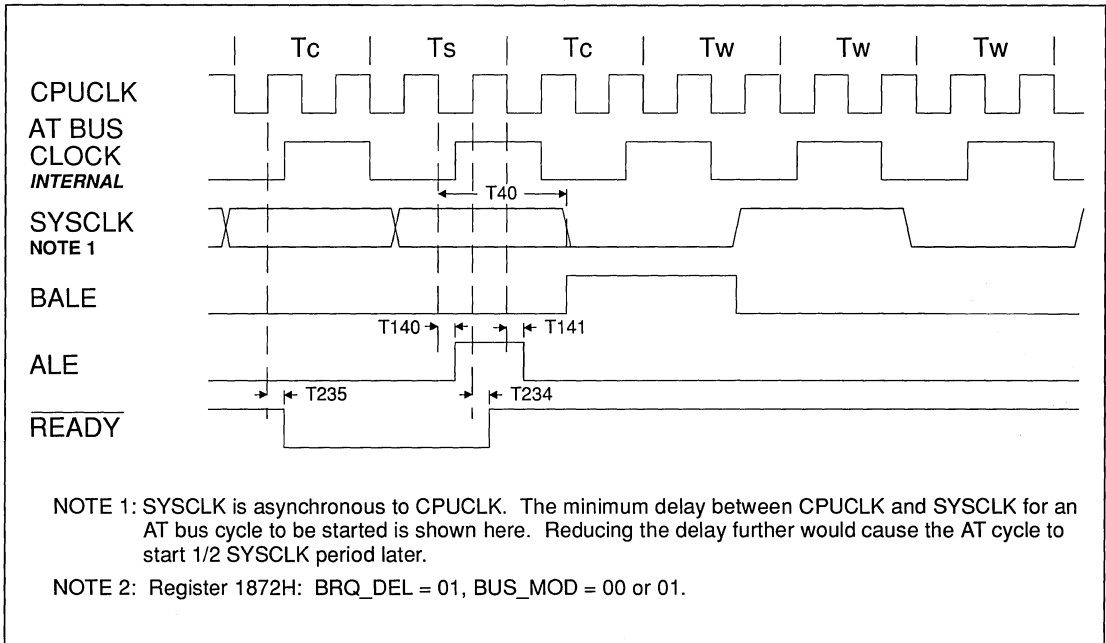 Tc Ts Tc Tw Tw Tw
CPUCLK
AT BUS
CLOCK
INTERNAL
T40
SYSCLK
NOTE 1
BALE
T140 T141
ALE
T235 T234
READY
NOTE 1: SYSCLK is asynchronous to CPUCLK. The minimum delay between CPUCLK and SYSCLK for an
AT bus cycle to be started is shown here. Reducing the delay further would cause the AT cycle to
start 1/2 SYSCLK period later.
NOTE 2: Register 1872H: BRQ_DEL = 01, BUS_MOD = 00 or 01.